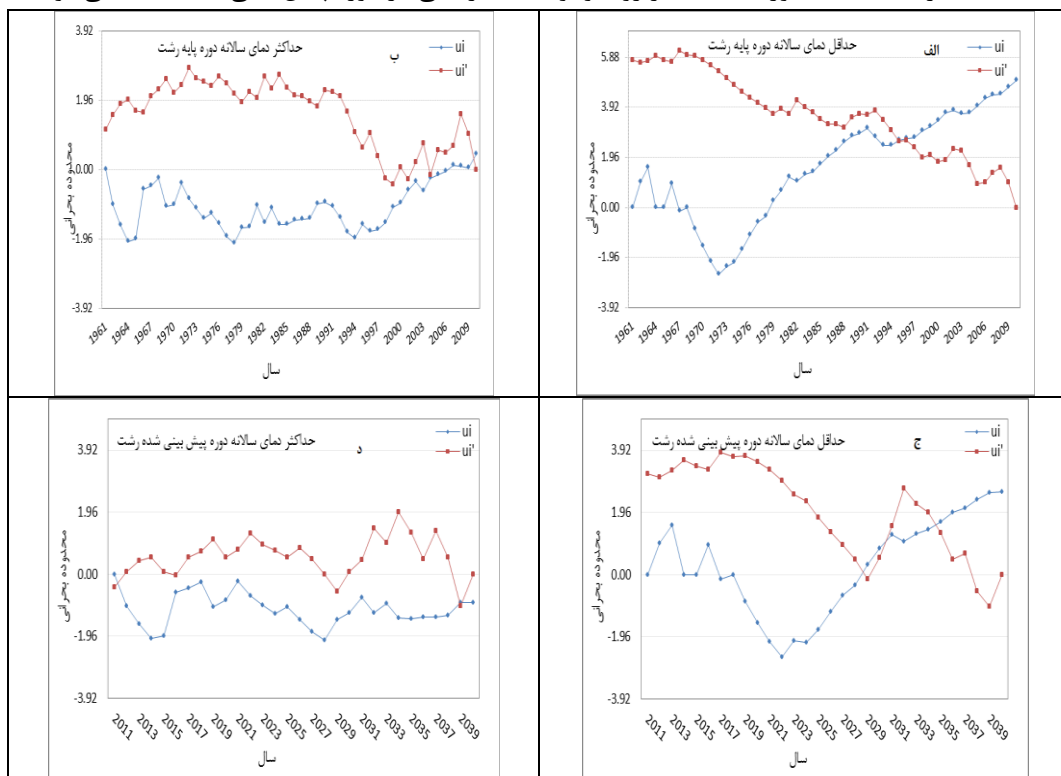 حداقل دمای سالانه دوره پایه رشت
الف
ui
ui'
5.88
3.92
1.96
0.00
-1.96
-3.92
محدوده بحرانی
1961 1964 1967 1970 1973 1976 1979 1982 1985 1988 1991 1994 1997 2000 2003 2006 2009
سال
حداکثر دمای سالانه دوره پایه رشت
ب
ui
ui'
3.92
1.96
0.00
-1.96
-3.92
محدوده بحرانی
1961 1964 1967 1970 1973 1976 1979 1982 1985 1988 1991 1994 1997 2000 2003 2006 2009
سال
حداقل دمای سالانه دوره پیش بینی شده رشت
ج
ui
ui'
3.92
1.96
0.00
-1.96
-3.92
محدوده بحرانی
2011 2013 2015 2017 2019 2021 2023 2025 2027 2029 2031 2033 2035 2037 2039
سال
حداکثر دمای سالانه دوره پیش بینی شده رشت
د
ui
ui'
3.92
1.96
0.00
-1.96
-3.92
محدوده بحرانی
2011 2013 2015 2017 2019 2021 2023 2025 2027 2029 2031 2033 2035 2037 2039
سال